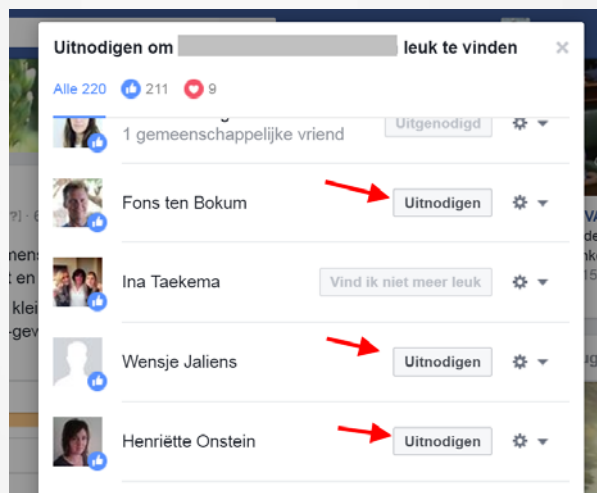 Uitnodigen om leuk te vinden
Alle 220 211 9
1 gemeenschappelijke vriend Uitgenodigd
Fons ten Bokum Uitnodigen
Ina Taekema Vind ik niet meer leuk
Wensje Jaliens Uitnodigen
Henriëtte Onstein Uitnodigen